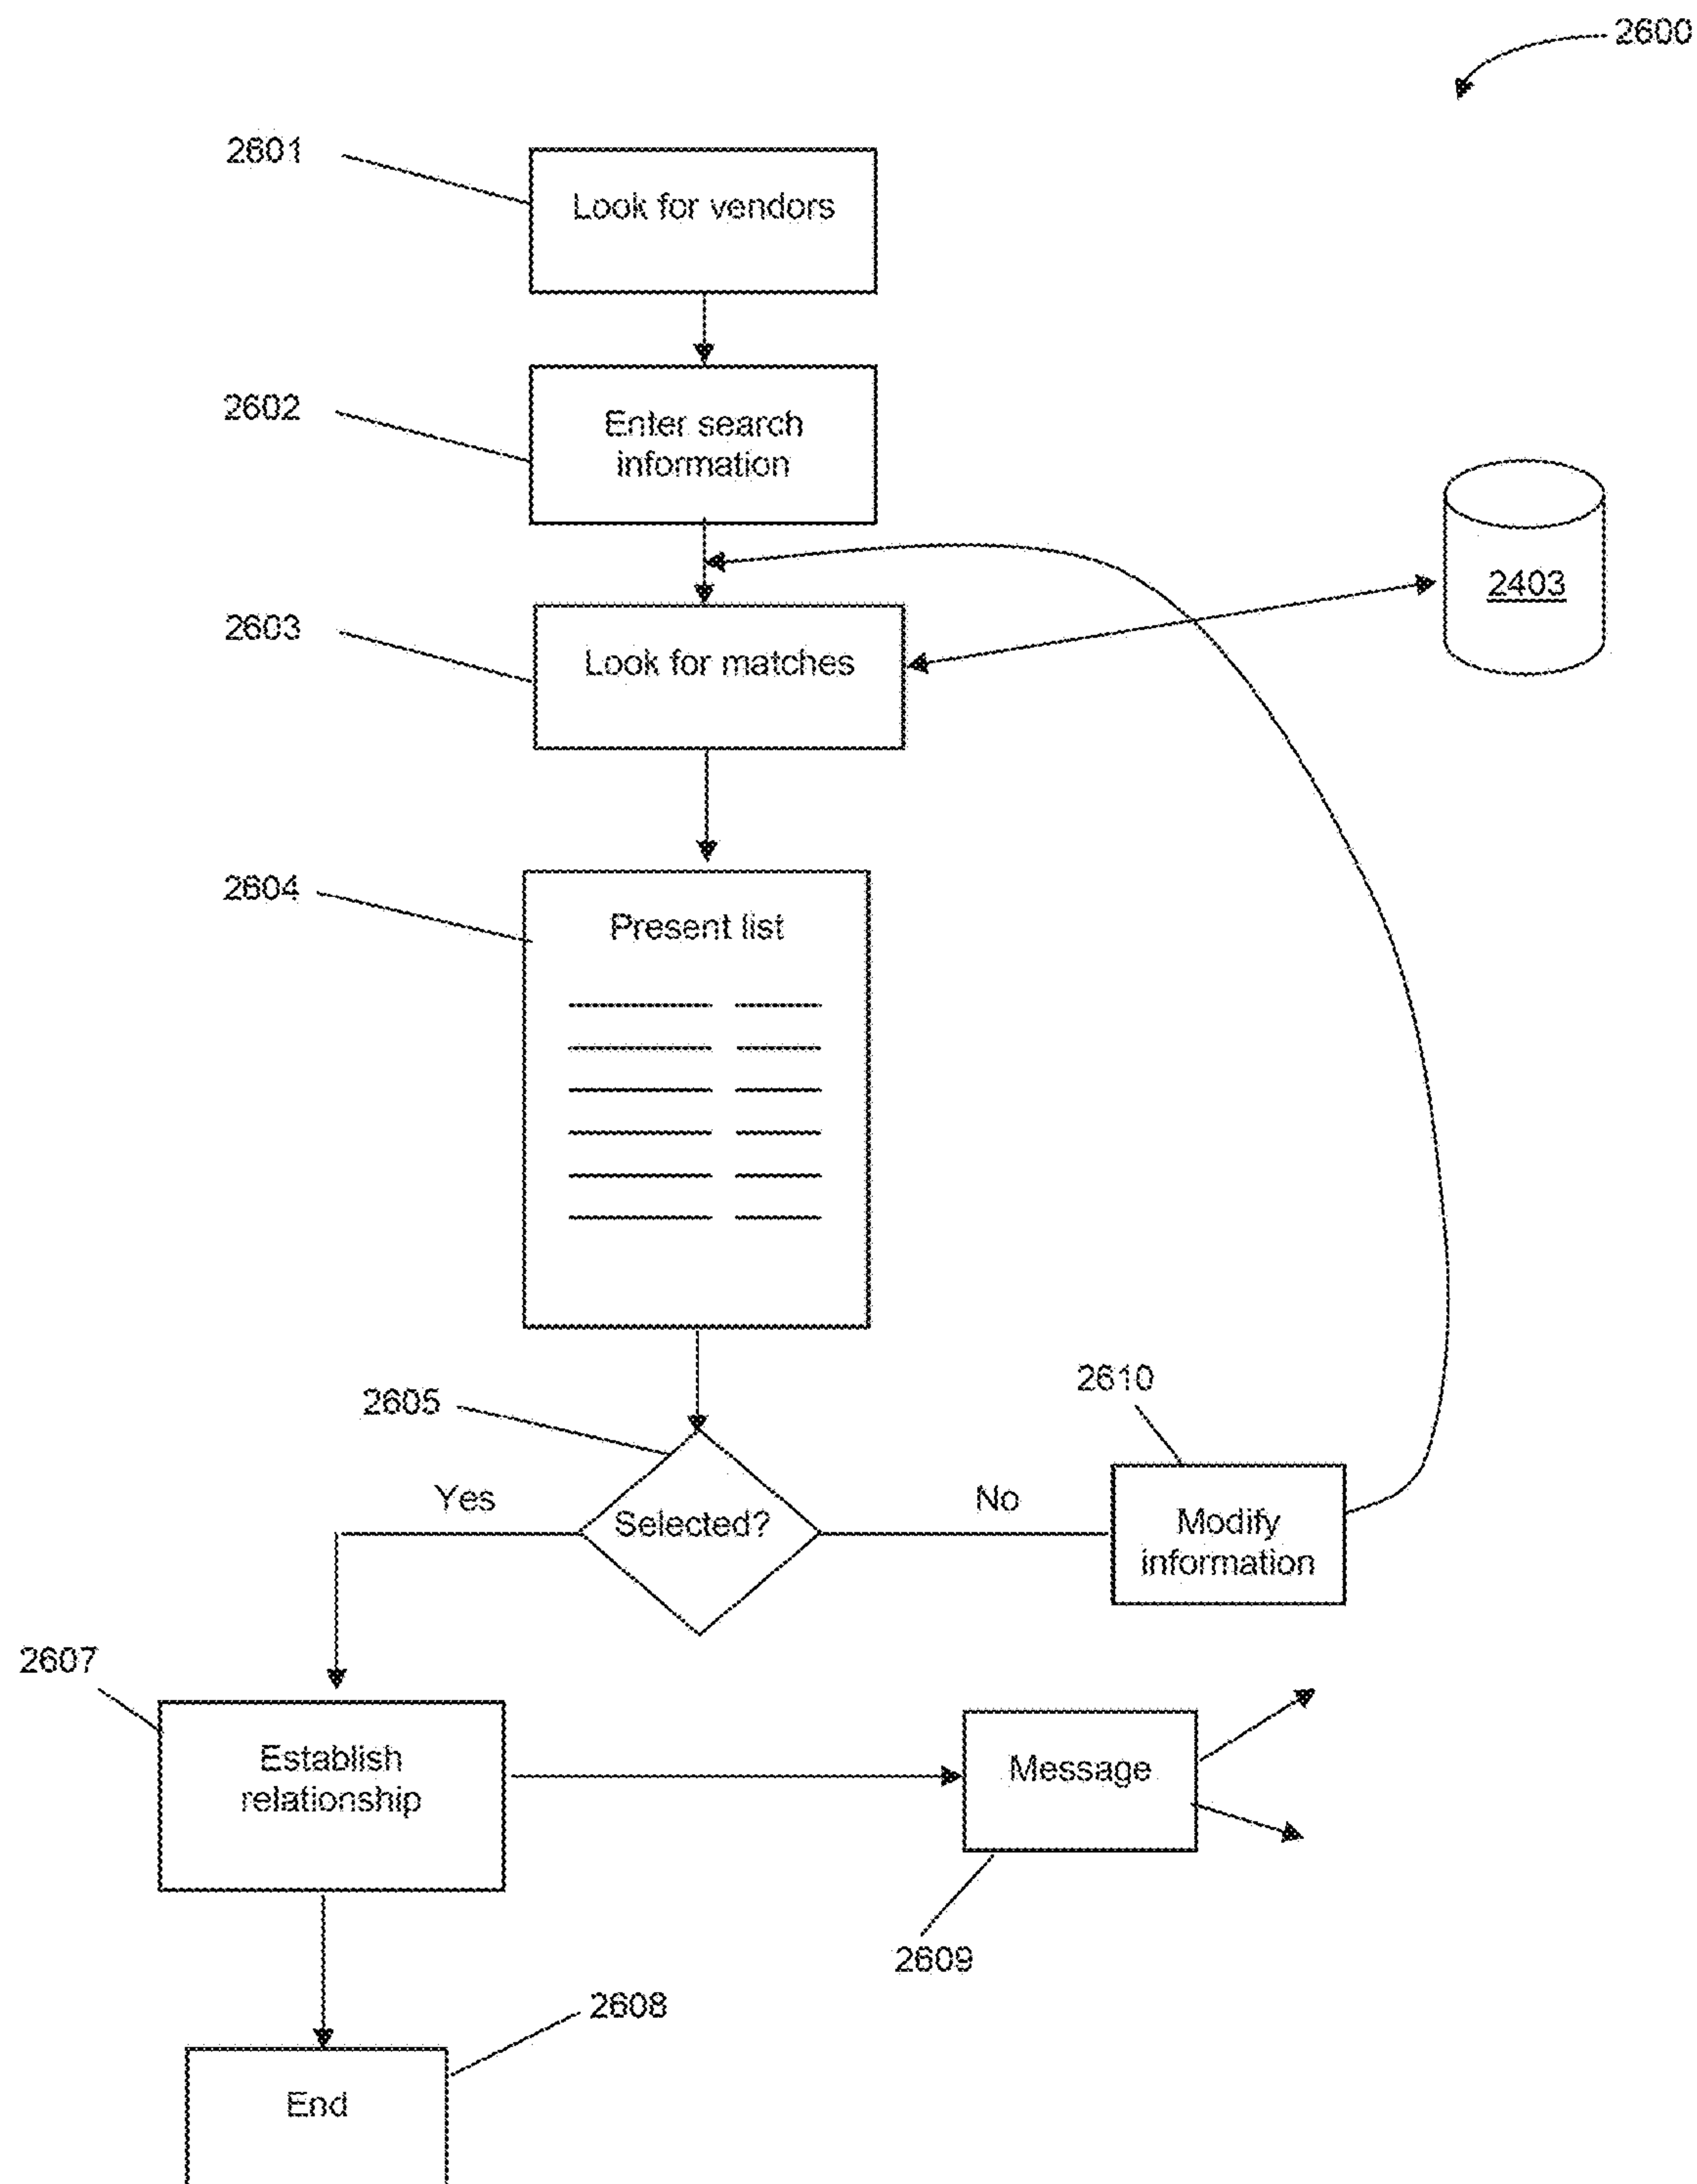 2600
2601
Look for vendors
2602
Enter search
information
2403
2603
Look for matches
2604
Present list
2605
2610
Yes
Selected?
No
Modify
information
2607
Establish
relationship
Message
2609
2608
End